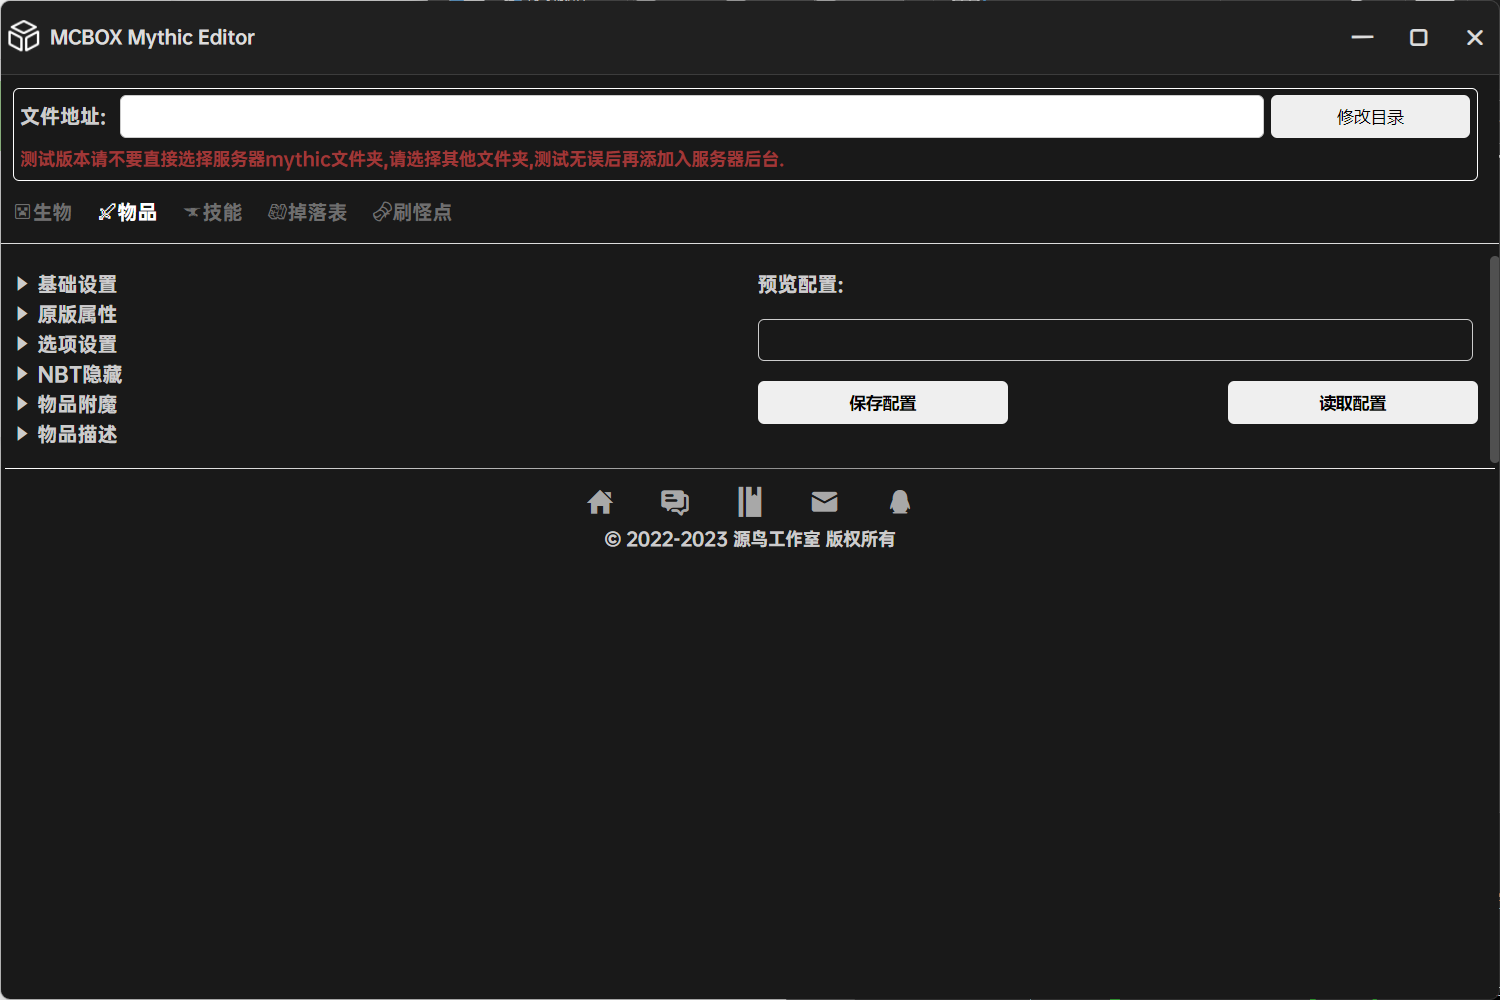 MCBOX Mythic Editor
文件地址:
修改目录
测试版本请不要直接选择服务器mythic文件夹,请选择其他文件夹,测试无误后再添加入服务器后台.
生物 物品 技能 掉落表 刷怪点
基础设置
原版属性
选项设置
NBT隐藏
物品附魔
物品描述
预览配置:
保存配置
读取配置
© 2022-2023 源鸟工作室 版权所有